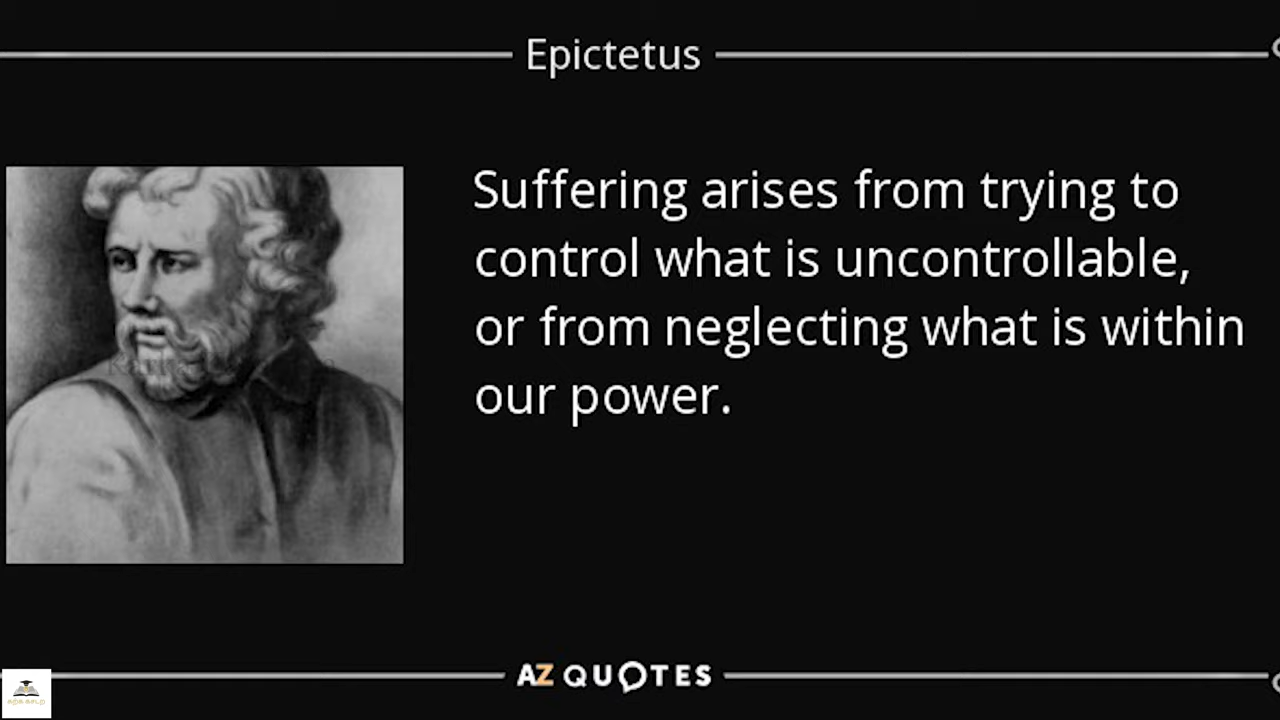 Epictetus
Suffering arises from trying to
control what is uncontrollable,
or from neglecting what is within
our power.
AZ QUOTES